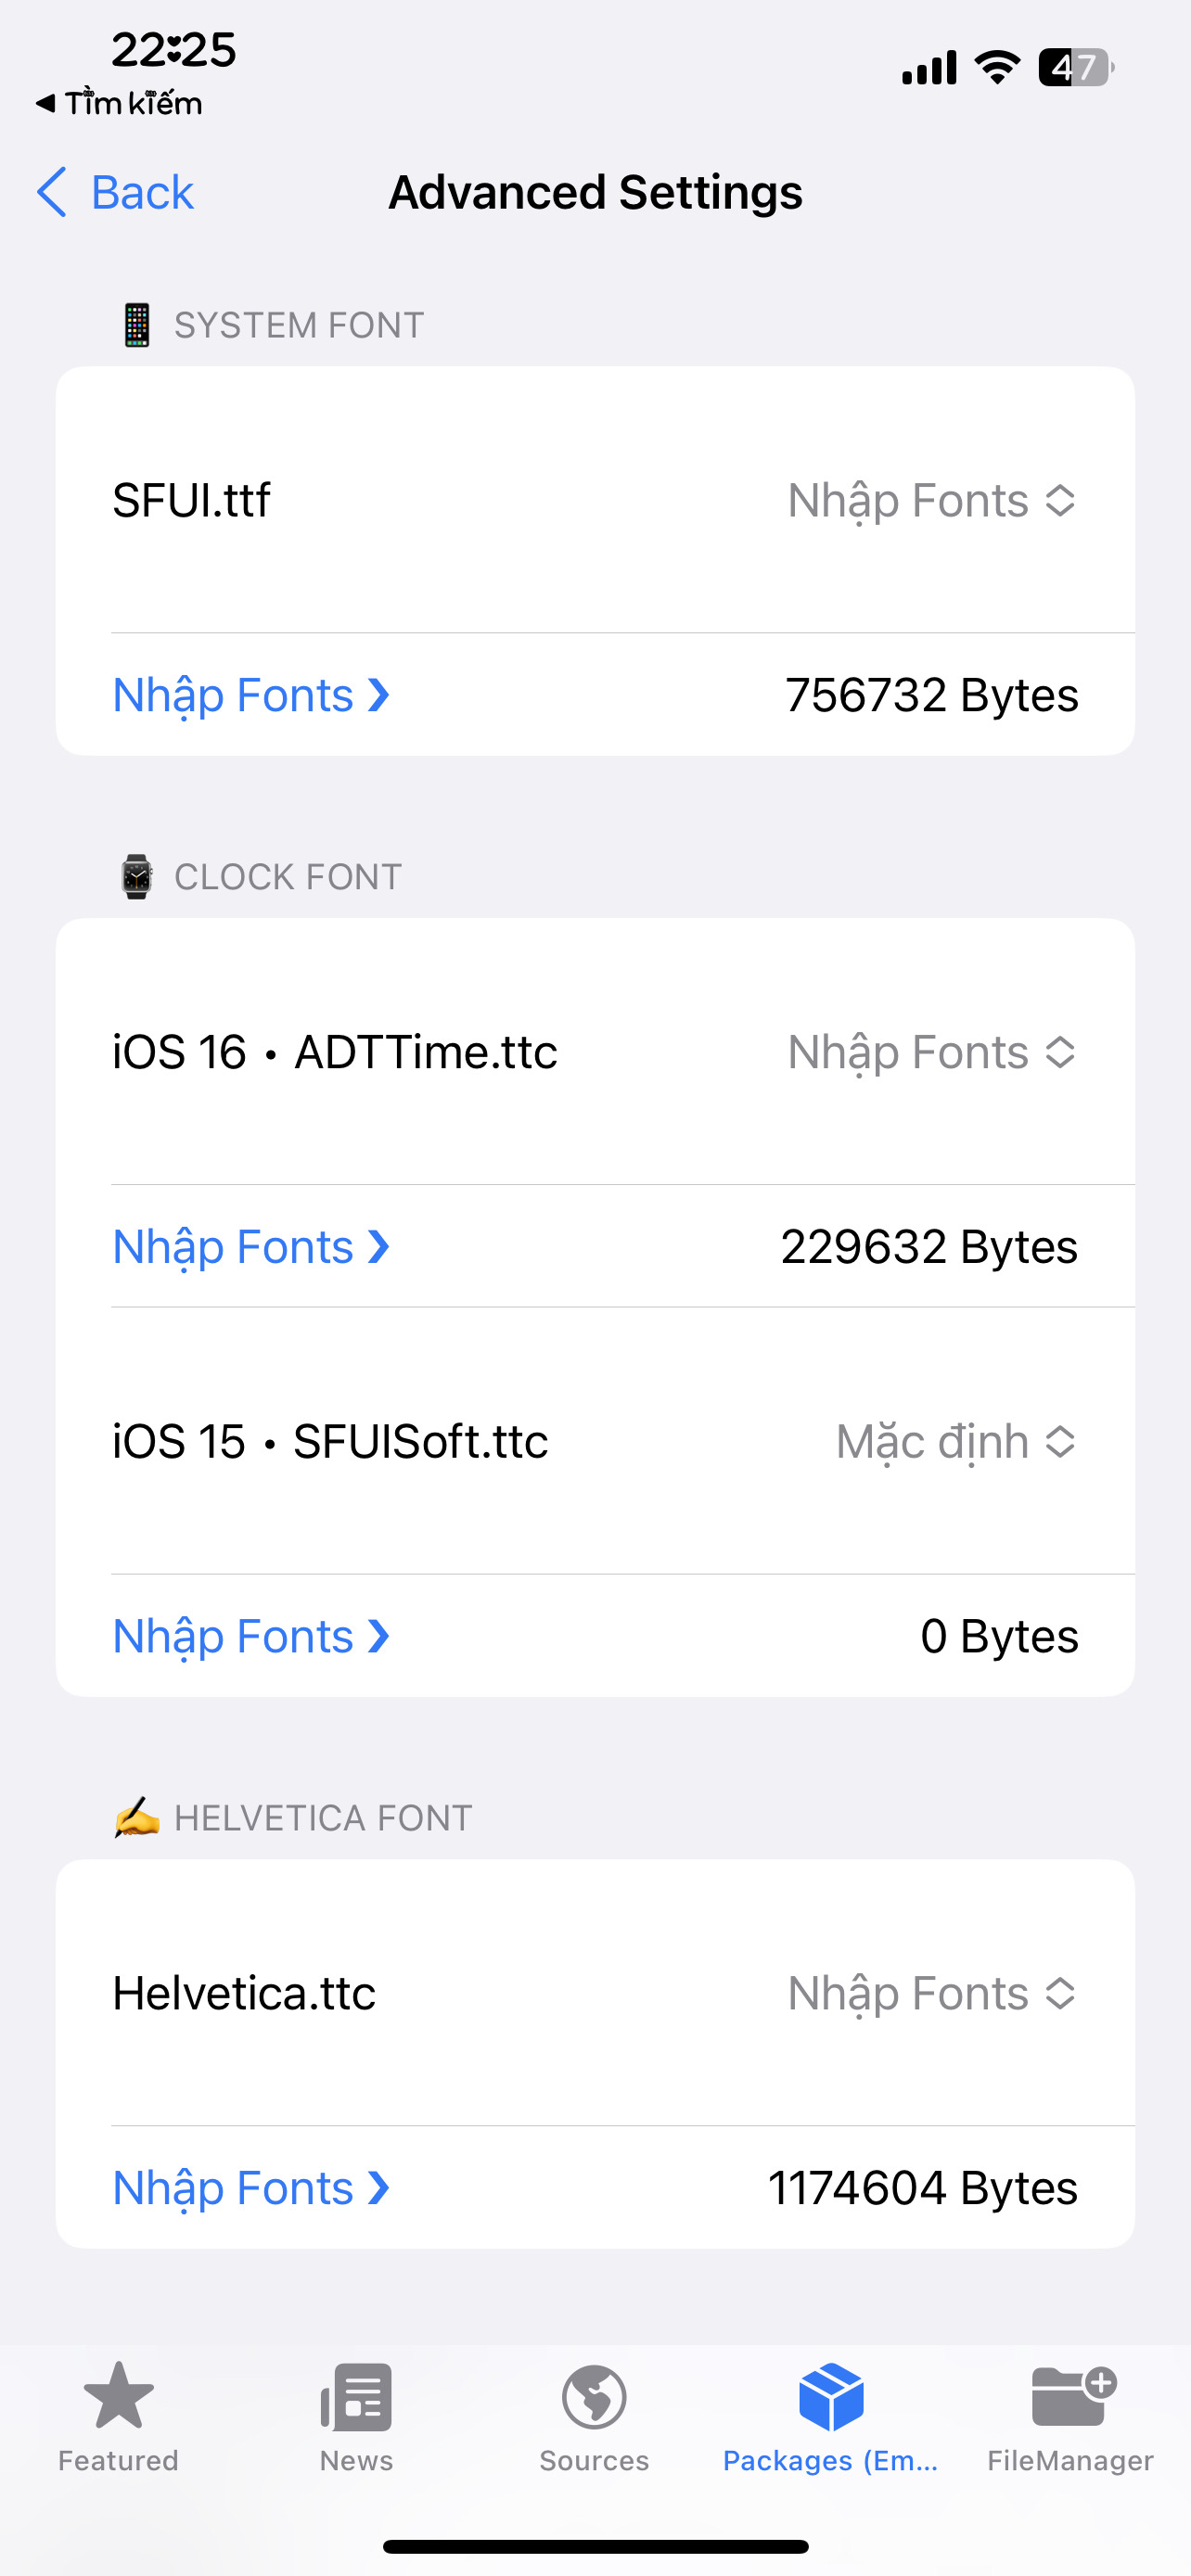 22:25
◀ Tìm kiếm
47
Back
Advanced Settings
SYSTEM FONT
SFUI.ttf
Nhập Fonts
Nhập Fonts ❯
756732 Bytes
CLOCK FONT
iOS 16 • ADTTime.ttc
Nhập Fonts
Nhập Fonts ❯
229632 Bytes
iOS 15 • SFUISoft.ttc
Mặc định
Nhập Fonts ❯
0 Bytes
HELVETICA FONT
Helvetica.ttc
Nhập Fonts
Nhập Fonts ❯
1174604 Bytes
Featured
News
Sources
Packages (Em...
FileManager